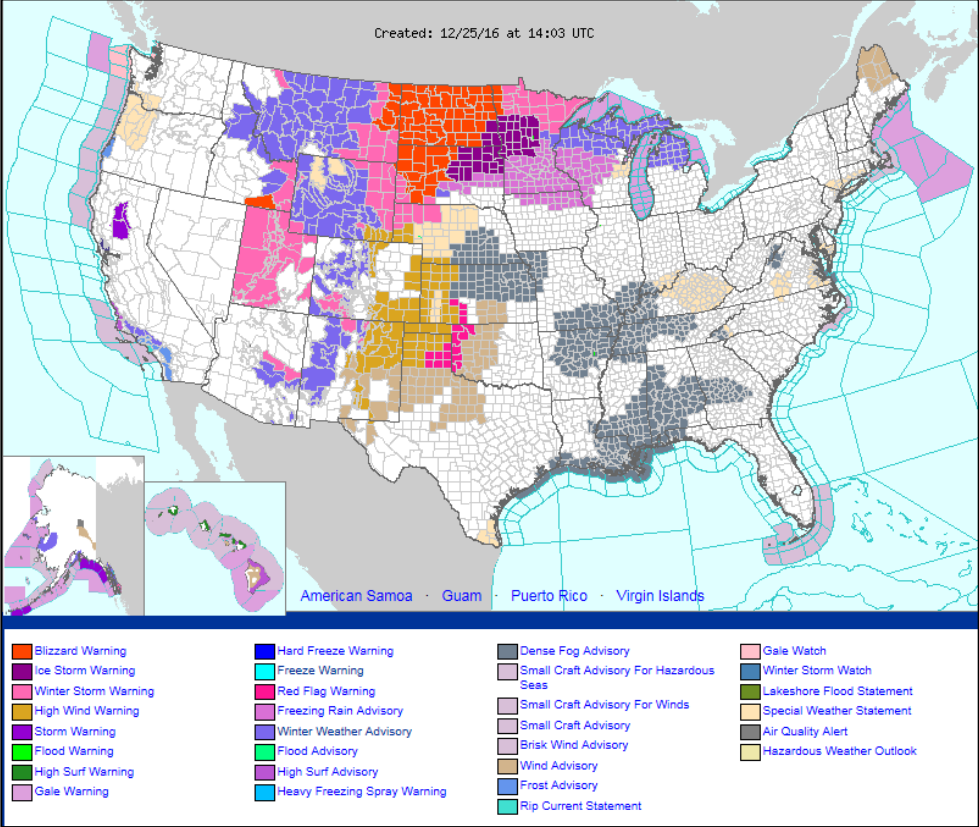 Created: 12/25/16 at 14:03 UTC
American Samoa · Guam · Puerto Rico · Virgin Islands
Blizzard Warning
Ice Storm Warning
Winter Storm Warning
High Wind Warning
Storm Warning
Flood Warning
High Surf Warning
Gale Warning
Hard Freeze Warning
Freeze Warning
Red Flag Warning
Freezing Rain Advisory
Winter Weather Advisory
Flood Advisory
High Surf Advisory
Heavy Freezing Spray Warning
Dense Fog Advisory
Small Craft Advisory For Hazardous
Seas
Small Craft Advisory For Winds
Small Craft Advisory
Brisk Wind Advisory
Wind Advisory
Frost Advisory
Rip Current Statement
Gale Watch
Winter Storm Watch
Lakeshore Flood Statement
Special Weather Statement
Air Quality Alert
Hazardous Weather Outlook